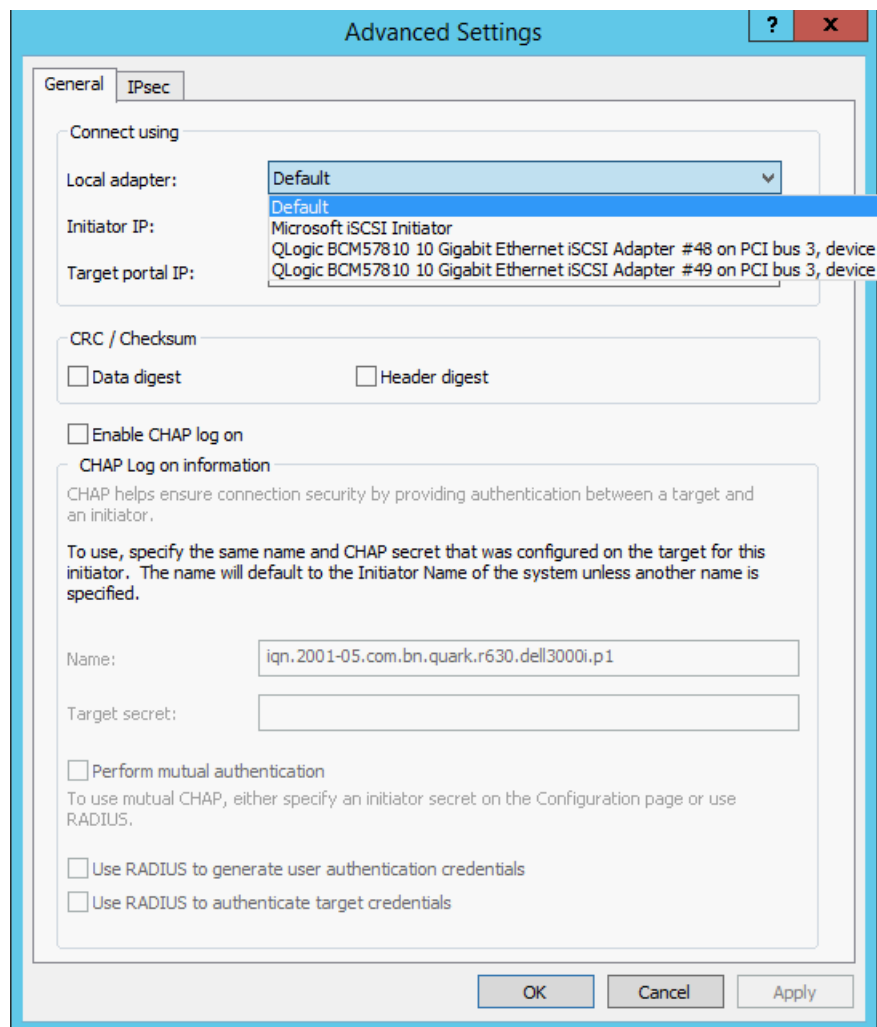 Advanced Settings
?
x
General
IPsec
Connect using
Local adapter:
Default
Default
Initiator IP:
Microsoft iSCSI Initiator
QLogic BCM57810 10 Gigabit Ethernet iSCSI Adapter #48 on PCI bus 3, device
Target portal IP:
QLogic BCM57810 10 Gigabit Ethernet iSCSI Adapter #49 on PCI bus 3, device
CRC / Checksum
Data digest
Header digest
Enable CHAP log on
CHAP Log on information
CHAP helps ensure connection security by providing authentication between a target and
an initiator.
To use, specify the same name and CHAP secret that was configured on the target for this
initiator. The name will default to the Initiator Name of the system unless another name is
specified.
Name:
iqn.2001-05.com.bn.quark.r630.dell3000i.p1
Target secret:
Perform mutual authentication
To use mutual CHAP, either specify an initiator secret on the Configuration page or use
RADIUS.
Use RADIUS to generate user authentication credentials
Use RADIUS to authenticate target credentials
OK
Cancel
Apply